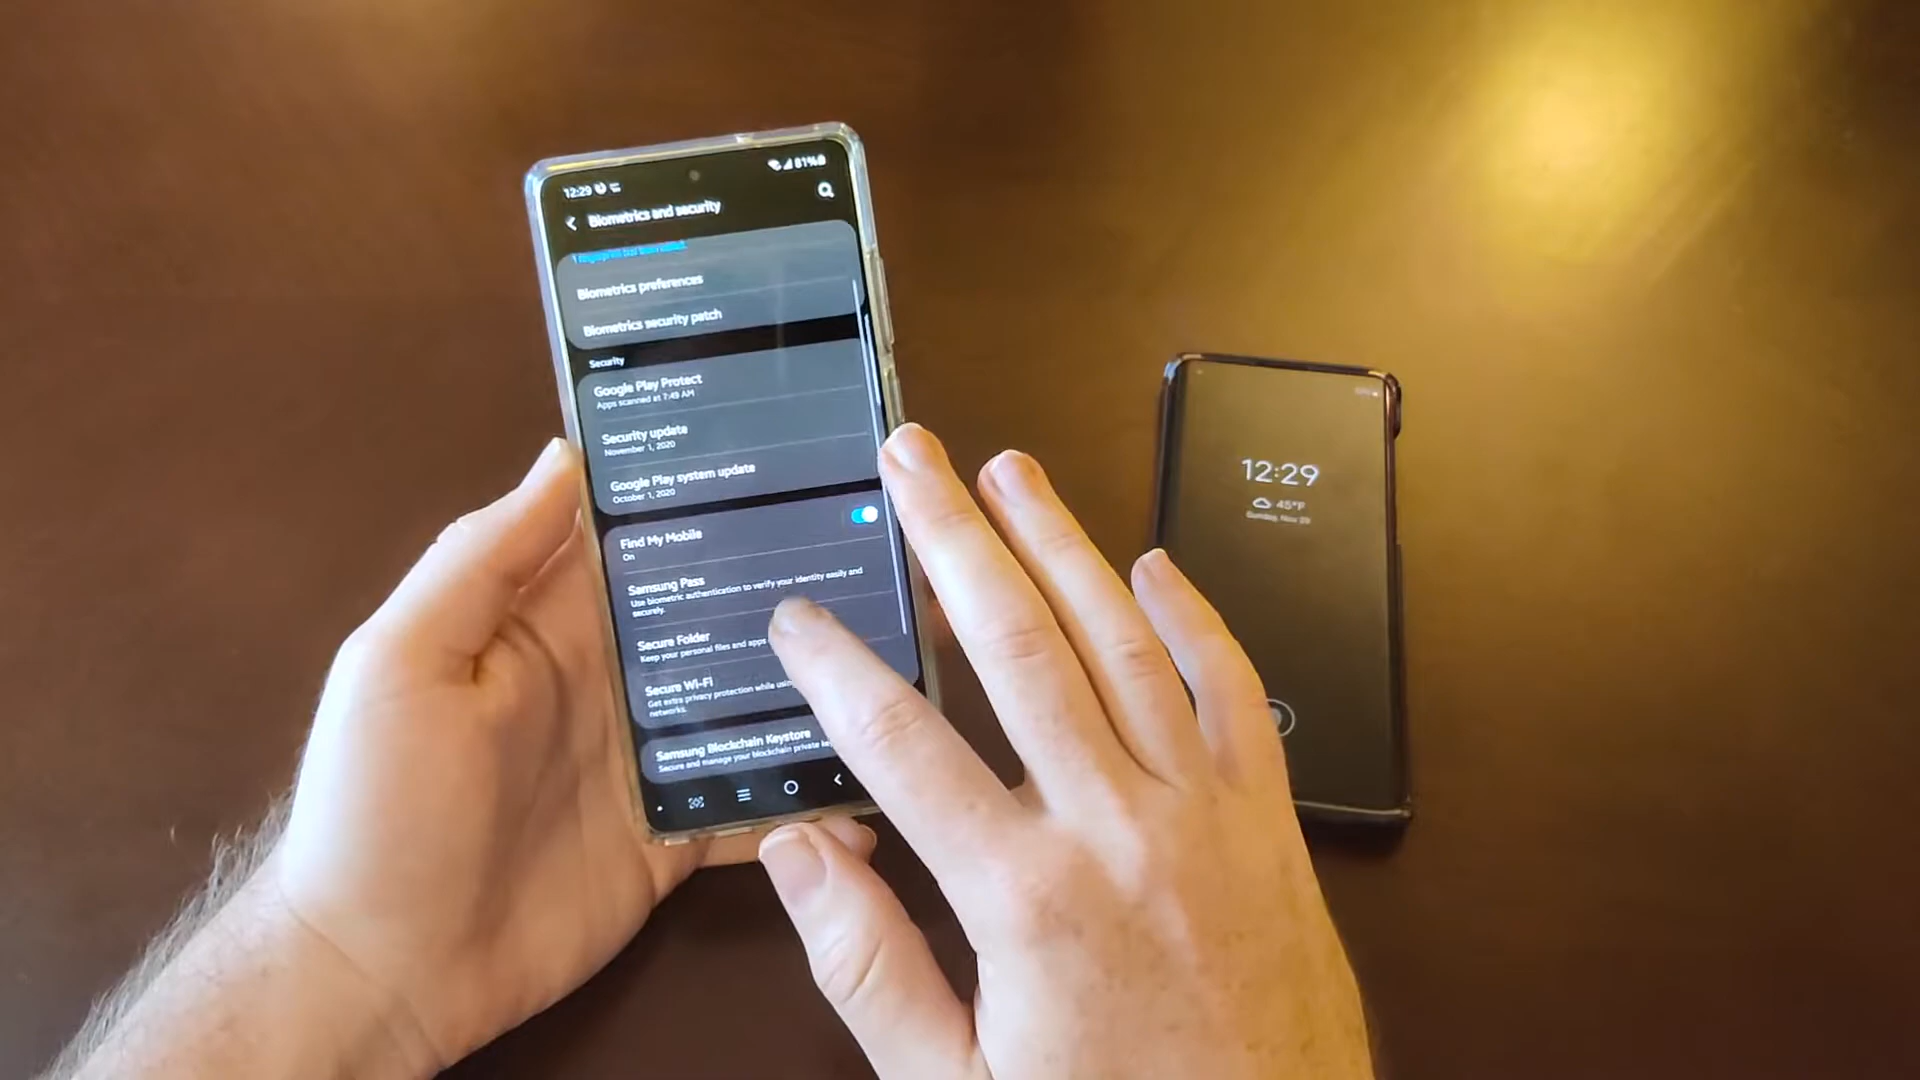 12:29
81%
Biometrics and security
Biometrics preferences
Biometrics security patch
Security
Google Play Protect
Apps scanned at 7:49 AM
Security update
November 1, 2020
Google Play system update
October 1, 2020
Find My Mobile
On
Samsung Pass
Use biometric authentication to verify your identity easily and
securely.
Secure Folder
Keep your personal files and apps
Secure Wi-Fi
Get extra privacy protection while using
networks.
Samsung Blockchain Keystore
Secure and manage your blockchain private
12:29
45°F
Sunday, Nov 29